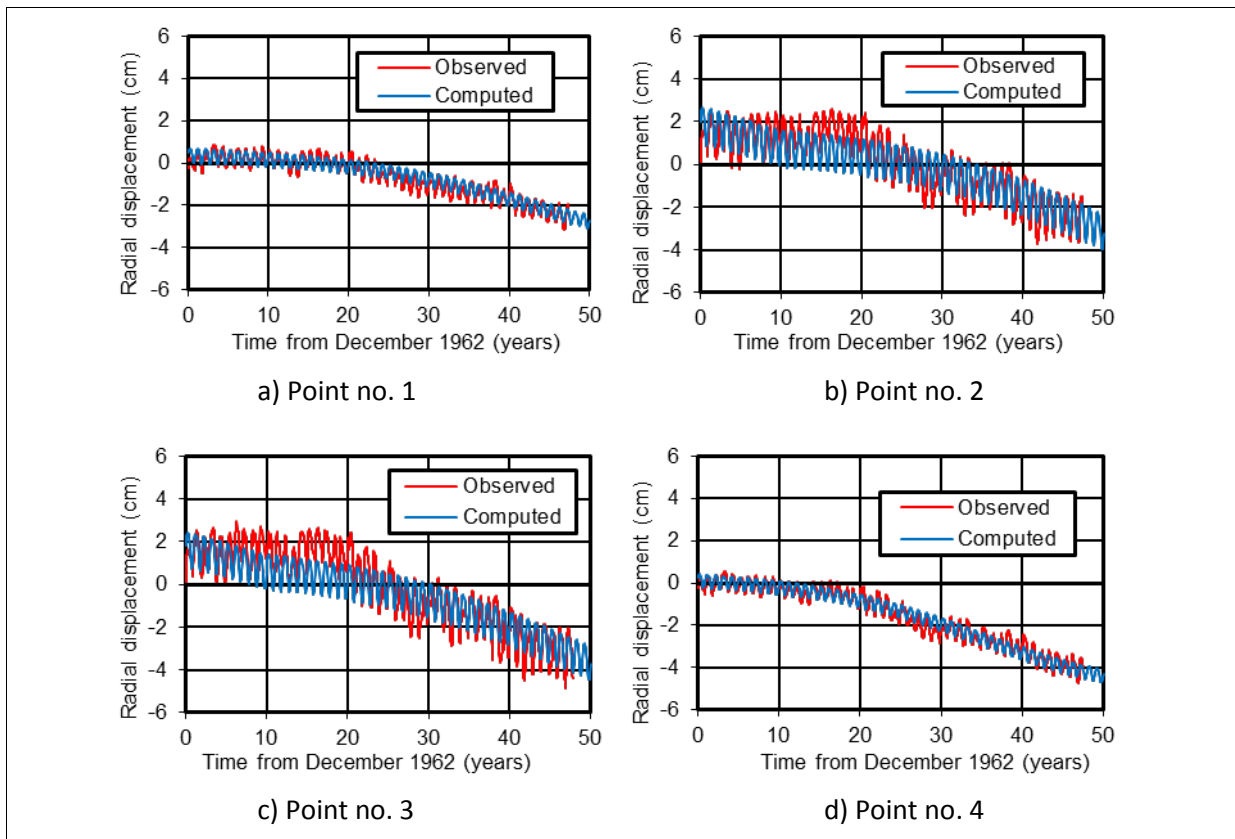 6
4
2
0
-2
-4
-6
Radial displacement (cm)
Observed
Computed
0 10 20 30 40 50
Time from December 1962 (years)
a) Point no. 1
6
4
2
0
-2
-4
-6
Radial displacement (cm)
Observed
Computed
0 10 20 30 40 50
Time from December 1962 (years)
b) Point no. 2
6
4
2
0
-2
-4
-6
Radial displacement (cm)
Observed
Computed
0 10 20 30 40 50
Time from December 1962 (years)
c) Point no. 3
6
4
2
0
-2
-4
-6
Radial displacement (cm)
Observed
Computed
0 10 20 30 40 50
Time from December 1962 (years)
d) Point no. 4